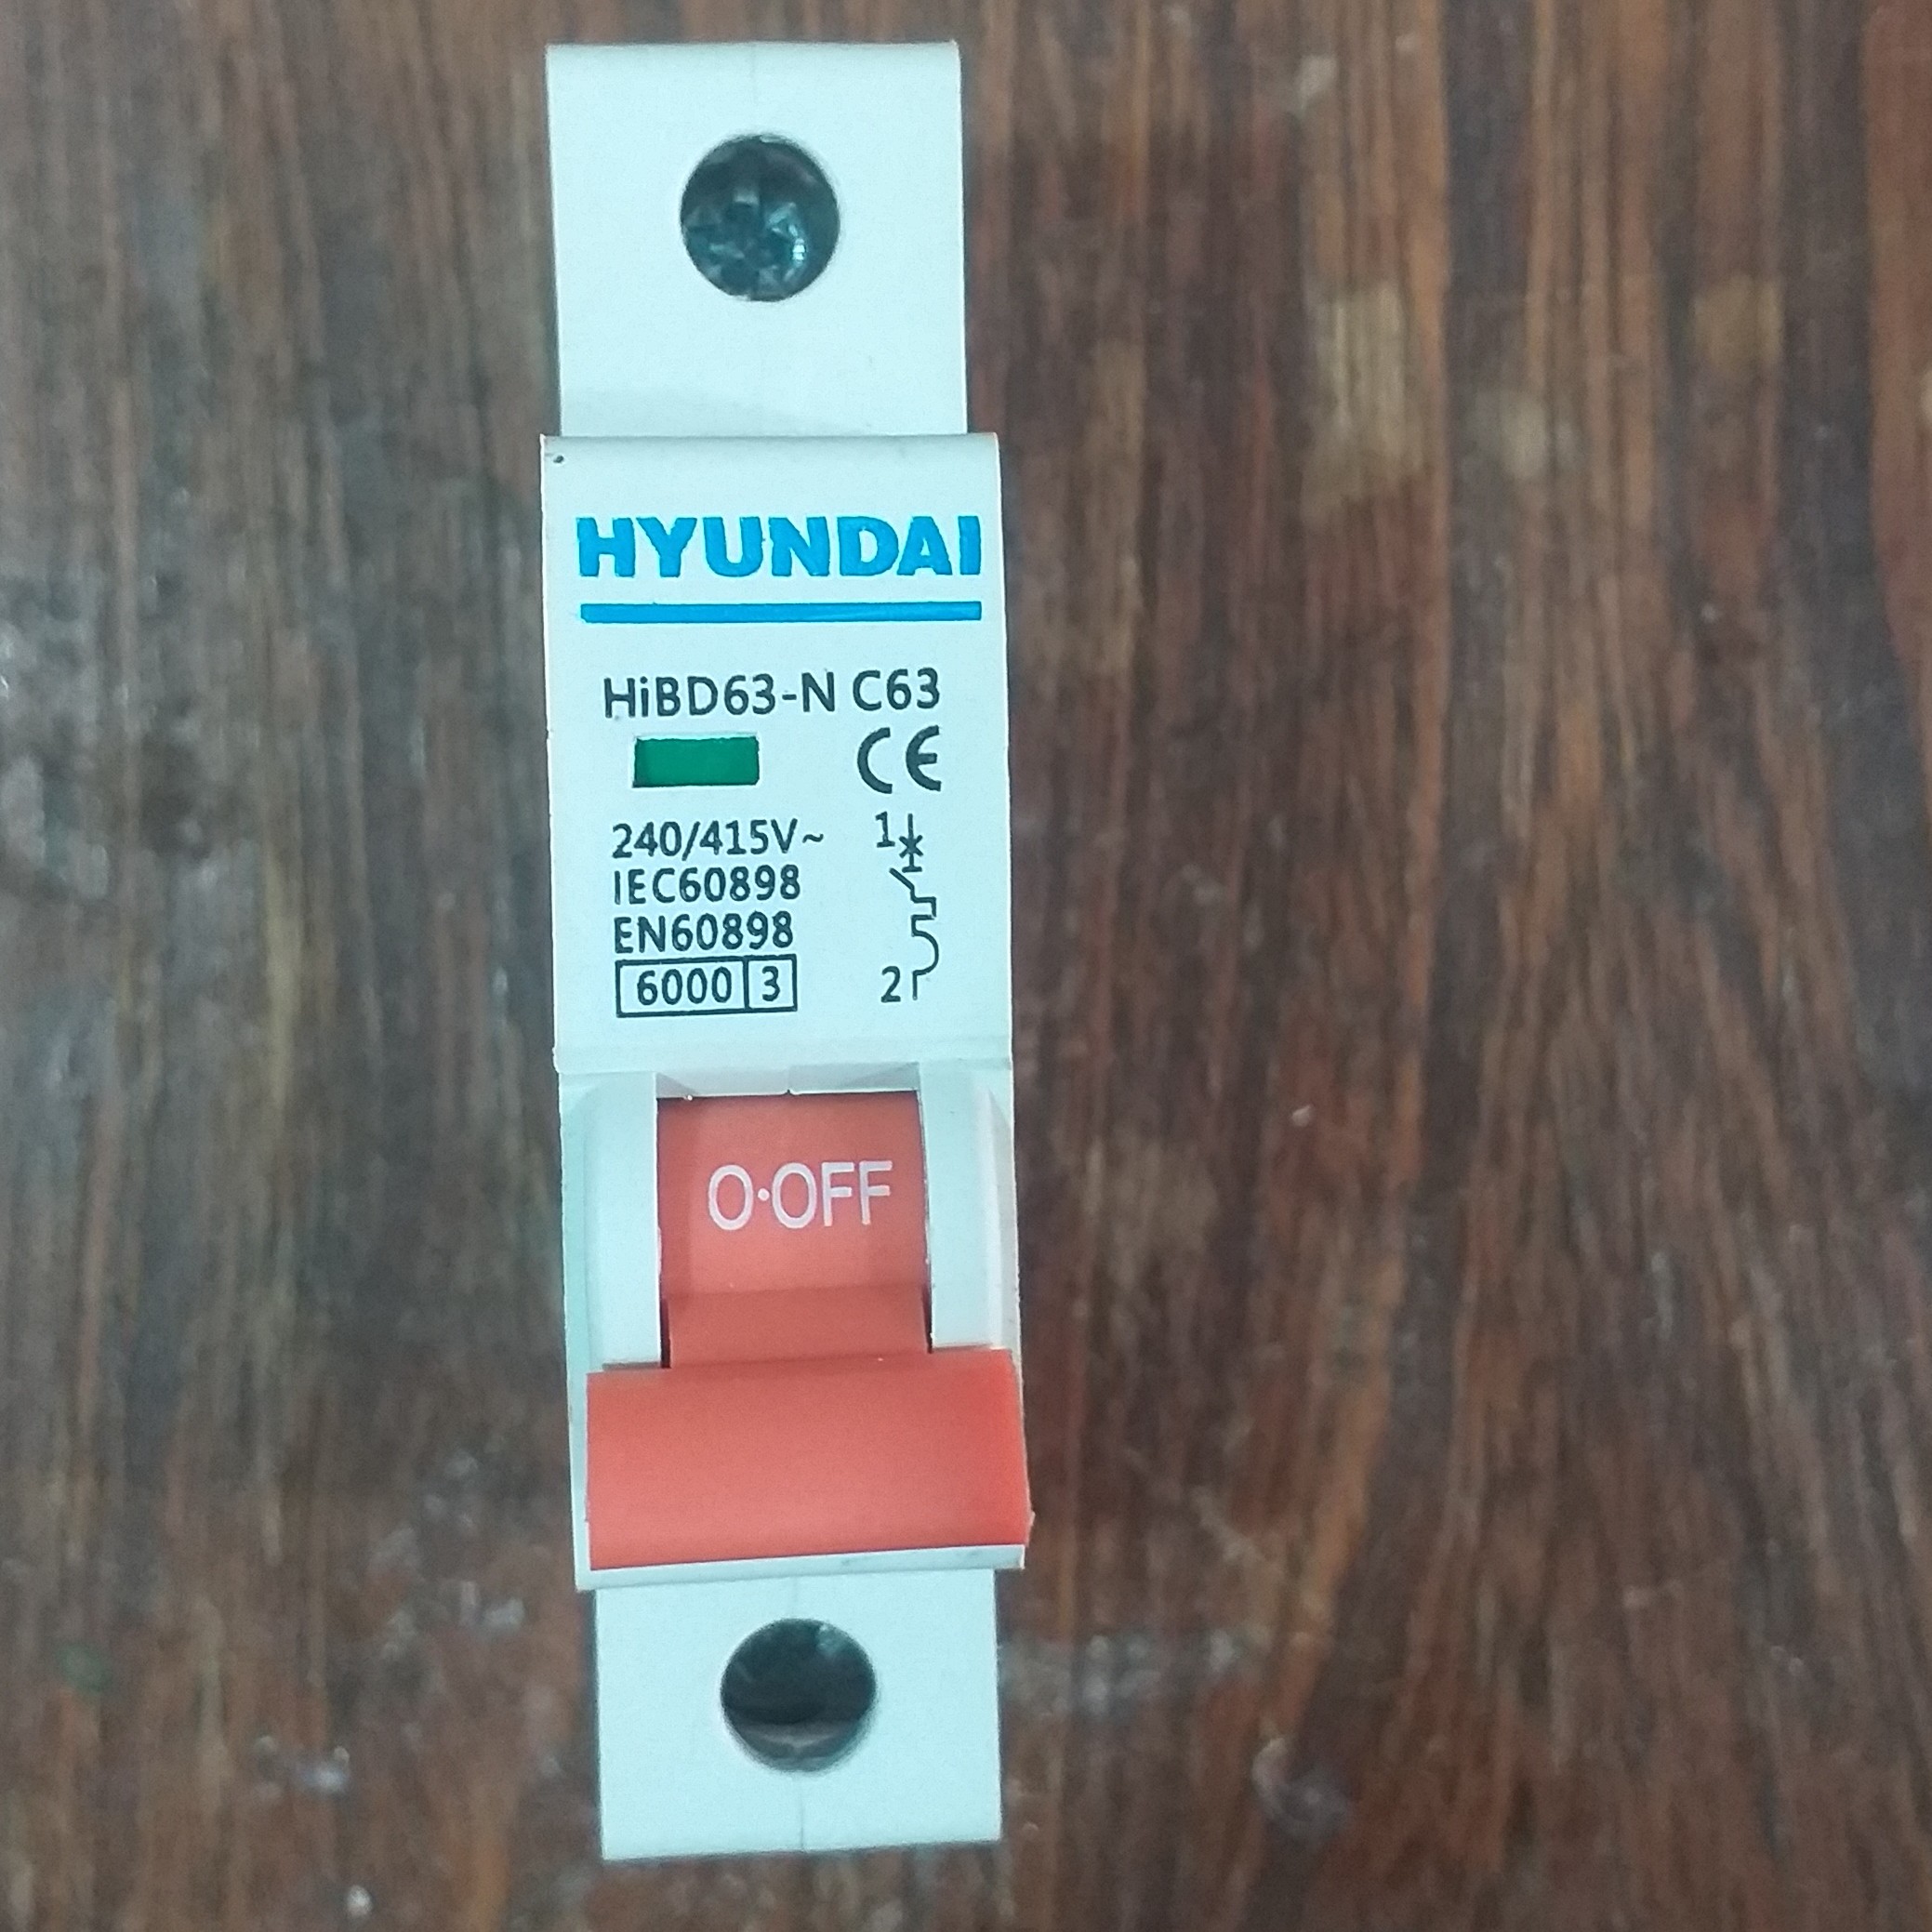 HYUNDAI
HiBD63-N C63
CE
240/415V~
1
IEC60898
EN60898
6000 3
2
O·OFF